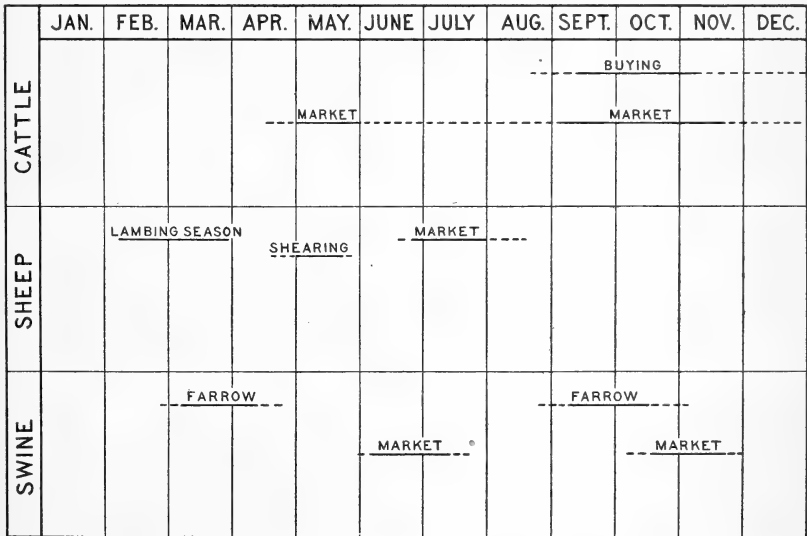 JAN. FEB. MAR. APR. MAY. JUNE JULY AUG. SEPT. OCT. NOV. DEC.
CATTLE
BUYING
MARKET MARKET
SHEEP
LAMBING SEASON MARKET
SHEARING
SWINE
FARROW FARROW
MARKET MARKET